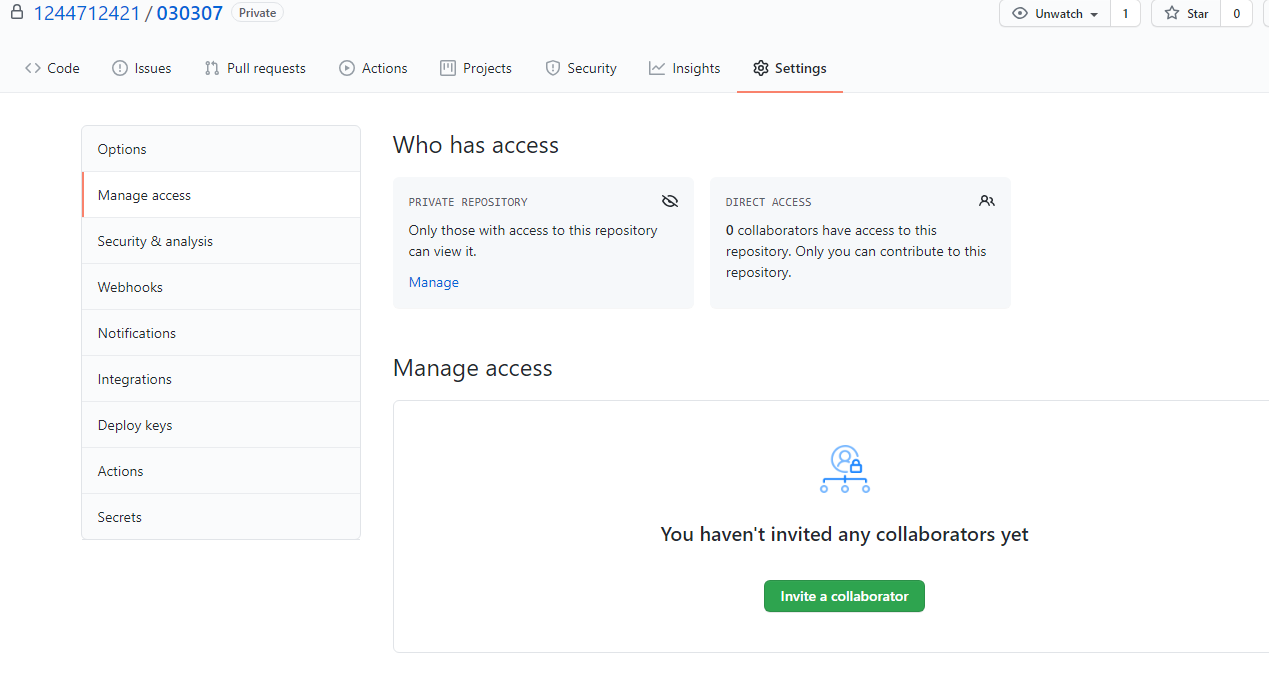 1244712421 / 030307 Private
Unwatch 1 Star 0
Code Issues Pull requests Actions Projects Security Insights Settings
Options
Manage access
Security & analysis
Webhooks
Notifications
Integrations
Deploy keys
Actions
Secrets
Who has access
PRIVATE REPOSITORY
Only those with access to this repository
can view it.
Manage
DIRECT ACCESS
0 collaborators have access to this
repository. Only you can contribute to this
repository.
Manage access
You haven't invited any collaborators yet
Invite a collaborator